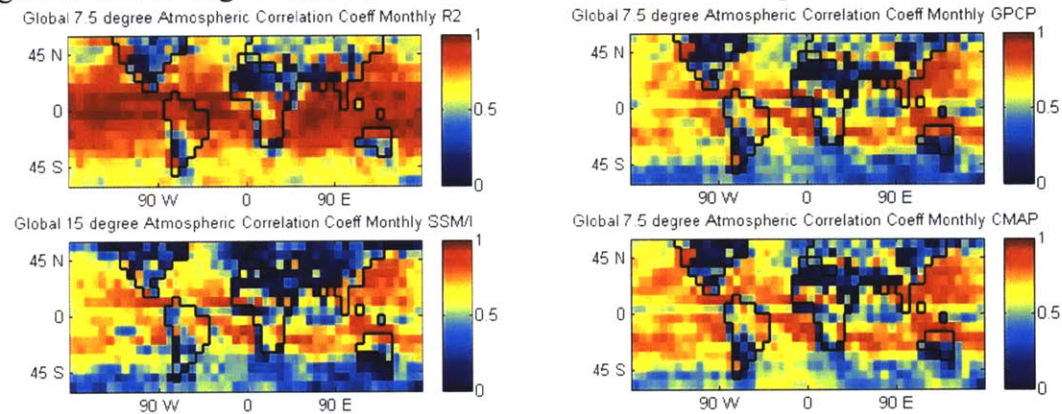 Global 7.5 degree Atmospheric Correlation Coeff Monthly R2
45 N
0
45 S
90 W 0 90 E
1
0.5
0
Global 7.5 degree Atmospheric Correlation Coeff Monthly GPCP
45 N
0
45 S
90 W 0 90 E
1
0.5
0
Global 15 degree Atmospheric Correlation Coeff Monthly SSM/I
45 N
0
45 S
90 W 0 90 E
1
0.5
0
Global 7.5 degree Atmospheric Correlation Coeff Monthly CMAP
45 N
0
45 S
90 W 0 90 E
1
0.5
0